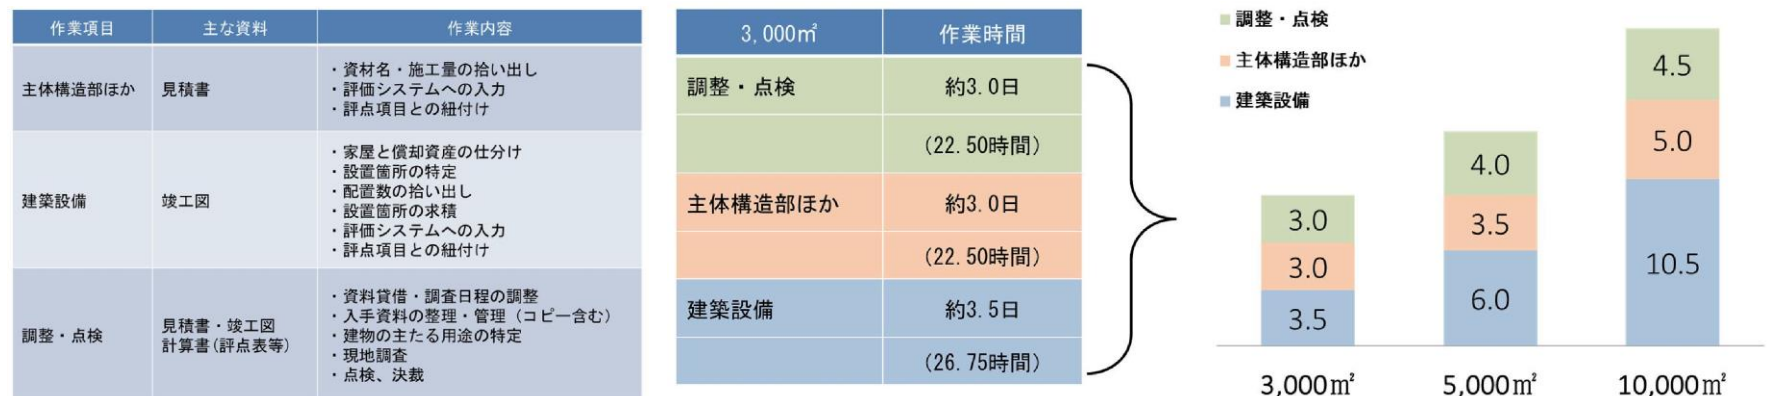 作業項目 主な資料 作業内容
主体構造部ほか 見積書
・資材名・施工量の拾い出し
・評価システムへの入力
・評点項目との紐付け
建築設備 竣工図
・家屋と償却資産の仕分け
・設置箇所の特定
・配置数の拾い出し
・設置箇所の求積
・評価システムへの入力
・評点項目との紐付け
調整・点検
見積書・竣工図
計算書(評点表等)
・資料貸借・調査日程の調整
・入手資料の整理・管理（コピー含む）
・建物の主たる用途の特定
・現地調査
・点検、決裁
3,000㎡ 作業時間
調整・点検 約3.0日
(22.50時間)
主体構造部ほか 約3.0日
(22.50時間)
建築設備 約3.5日
(26.75時間)
調整・点検
主体構造部ほか
建築設備
3.0
3.0
3.5
4.0
3.5
6.0
4.5
5.0
10.5
3,000㎡ 5,000㎡ 10,000㎡